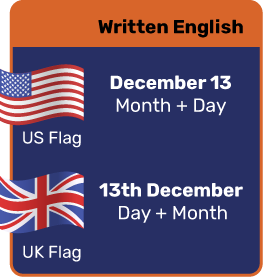 Written English
December 13
Month + Day
US Flag
13th December
Day + Month
UK Flag